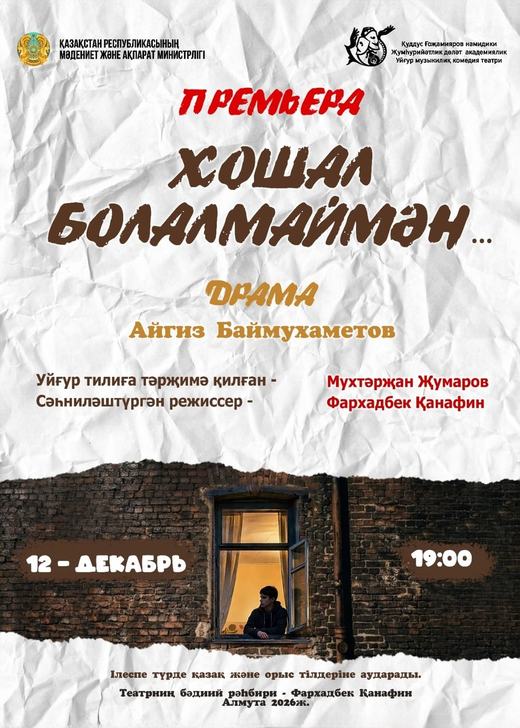 ҚАЗАҚСТАН РЕСПУБЛИКАСЫНЫҢ
МӘДЕНИЕТ ЖӘНЕ АҚПАРАТ МИНИСТРЛІГІ
Қуддус Ғоҗамияров намидики
Җумһурийәтлик дөләт академиялик
Уйғур музыкилиқ комедия театри
ПРЕМЬЕРА
ХОШАЛ
БОЛАЛМАЙМӘН...
ДРАМА
Айгиз Баймухаметов
Уйғур тилиға тәрҗимә қилған - Мухтәрҗан Җумаров
Сәһниләштүргән режиссер - Фархадбек Қанафин
12 - ДЕКАБРЬ
19:00
Ілеспе түрде қазақ және орыс тілдеріне аударады.
Театрниң бәдиий рәһбири - Фархадбек Қанафин
Алмута 2026ж.